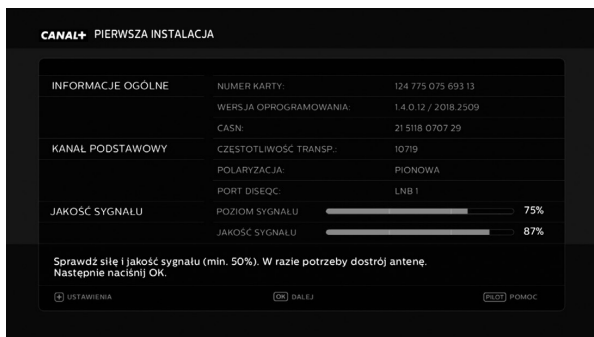 CANAL+ PIERWSZA INSTALACJA
INFORMACJE OGÓLNE NUMER KARTY: 124 775 075 693 13
WERSJA OPROGRAMOWANIA: 1.4.0.12 / 2018.2509
CASN: 21 5118 0707 29
KANAŁ PODSTAWOWY CZĘSTOTLIWOŚĆ TRANSP.: 10719
POLARYZACJA: PIONOWA
PORT DISEQC: LNB 1
JAKOŚĆ SYGNAŁU POZIOM SYGNAŁU 75%
JAKOŚĆ SYGNAŁU 87%
Sprawdź siłę i jakość sygnału (min. 50%). W razie potrzeby dostrój antenę.
Następnie naciśnij OK.
+ USTAWIENIA OK DALEJ PILOT POMOC